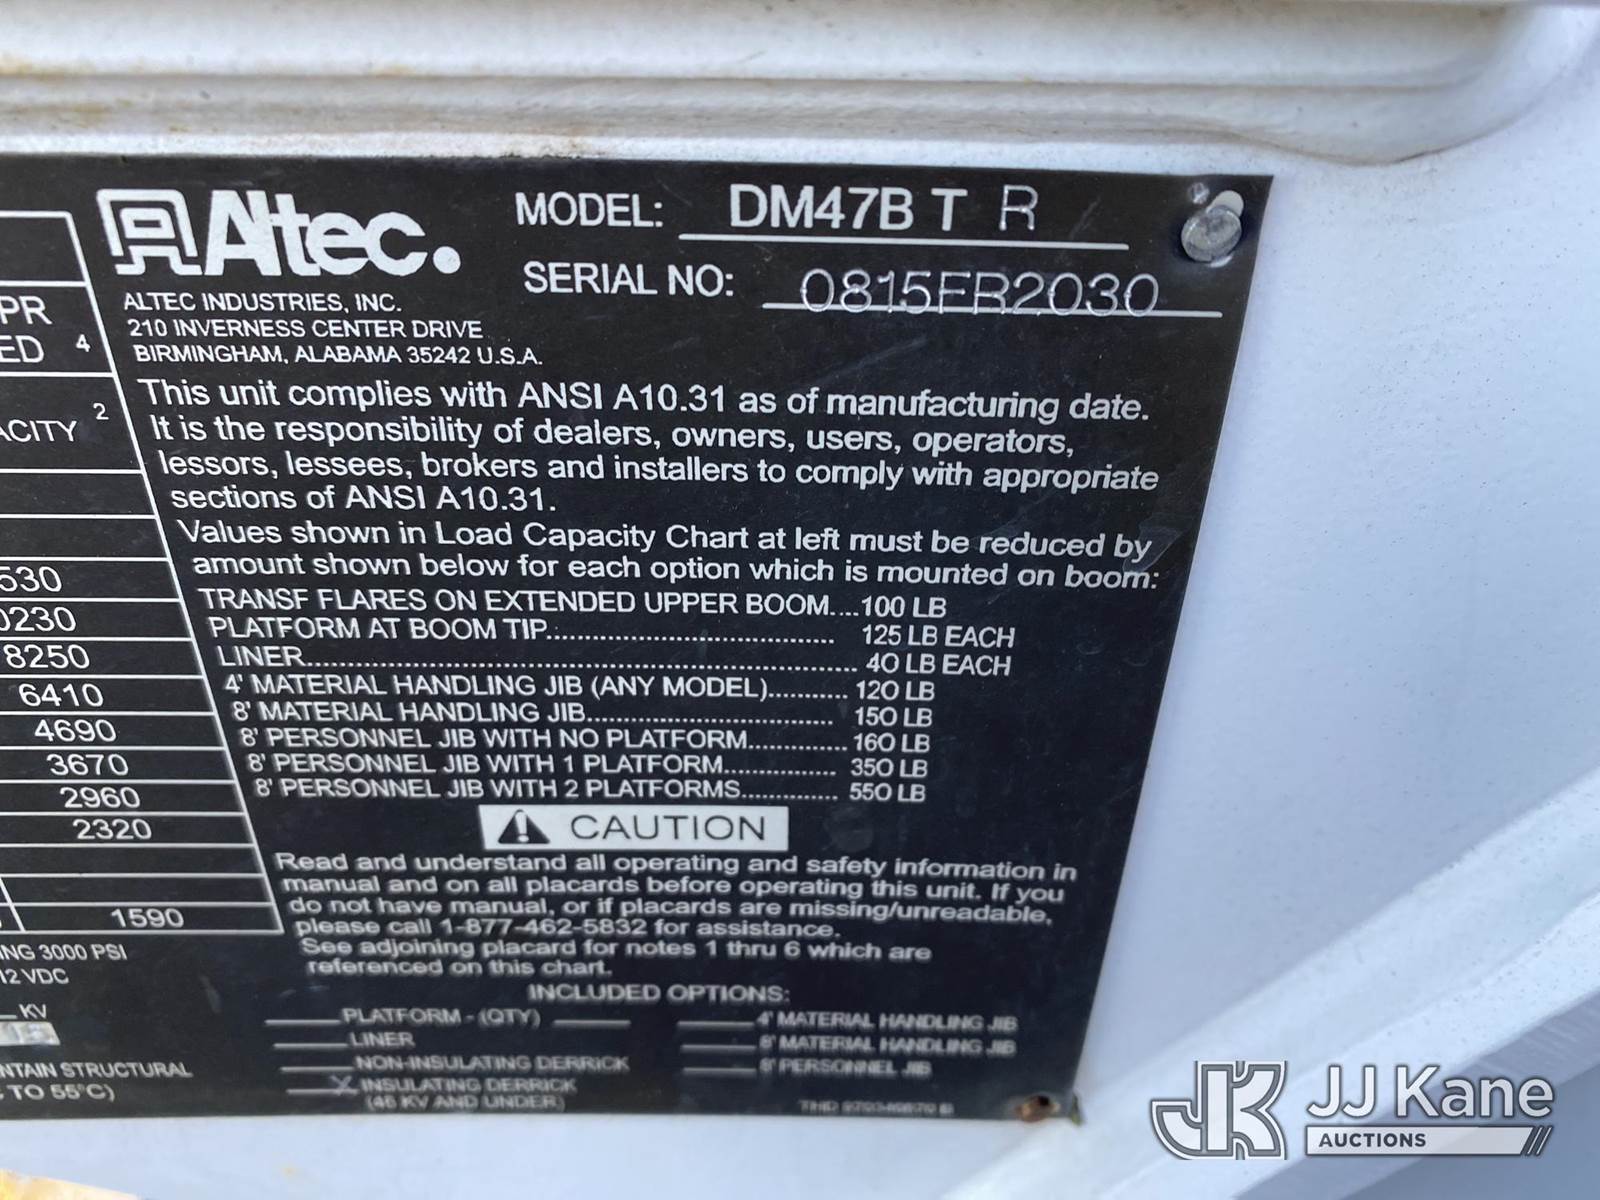 Altec.
MODEL: DM47B T R
SERIAL NO: 0815FR2030
ALTEC INDUSTRIES, INC.
210 INVERNESS CENTER DRIVE
BIRMINGHAM, ALABAMA 35242 U.S.A.
This unit complies with ANSI A10.31 as of manufacturing date.
It is the responsibility of dealers, owners, users, operators,
lessors, lessees, brokers and installers to comply with appropriate
sections of ANSI A10.31.
Values shown in Load Capacity Chart at left must be reduced by
amount shown below for each option which is mounted on boom:
TRANSF FLARES ON EXTENDED UPPER BOOM....100 LB
PLATFORM AT BOOM TIP................ 125 LB EACH
LINER................ 40 LB EACH
4' MATERIAL HANDLING JIB (ANY MODEL)........... 120 LB
8' MATERIAL HANDLING JIB................ 150 LB
8' PERSONNEL JIB WITH NO PLATFORM.............. 160 LB
8' PERSONNEL JIB WITH 1 PLATFORM................ 350 LB
8' PERSONNEL JIB WITH 2 PLATFORMS.............. 550 LB
CAUTION
Read and understand all operating and safety information in
manual and on all placards before operating this unit. If you
do not have manual, or if placards are missing/unreadable,
please call 1-877-462-5832 for assistance.
See adjoining placard for notes 1 thru 6 which are
referenced on this chart.
INCLUDED OPTIONS:
PLATFORM - (QTY)
LINER
NON-INSULATING DERRICK
X INSULATING DERRICK
(46 KV AND UNDER)
4' MATERIAL HANDLING JIB
8' MATERIAL HANDLING JIB
8' PERSONNEL JIB
PR
ED 4
ACITY 2
530
0230
8250
6410
4690
3670
2960
2320
1590
ING 3000 PSI
12 VDC
KV
NTAIN STRUCTURAL
TO 55°C)
JK JJ Kane
AUCTIONS